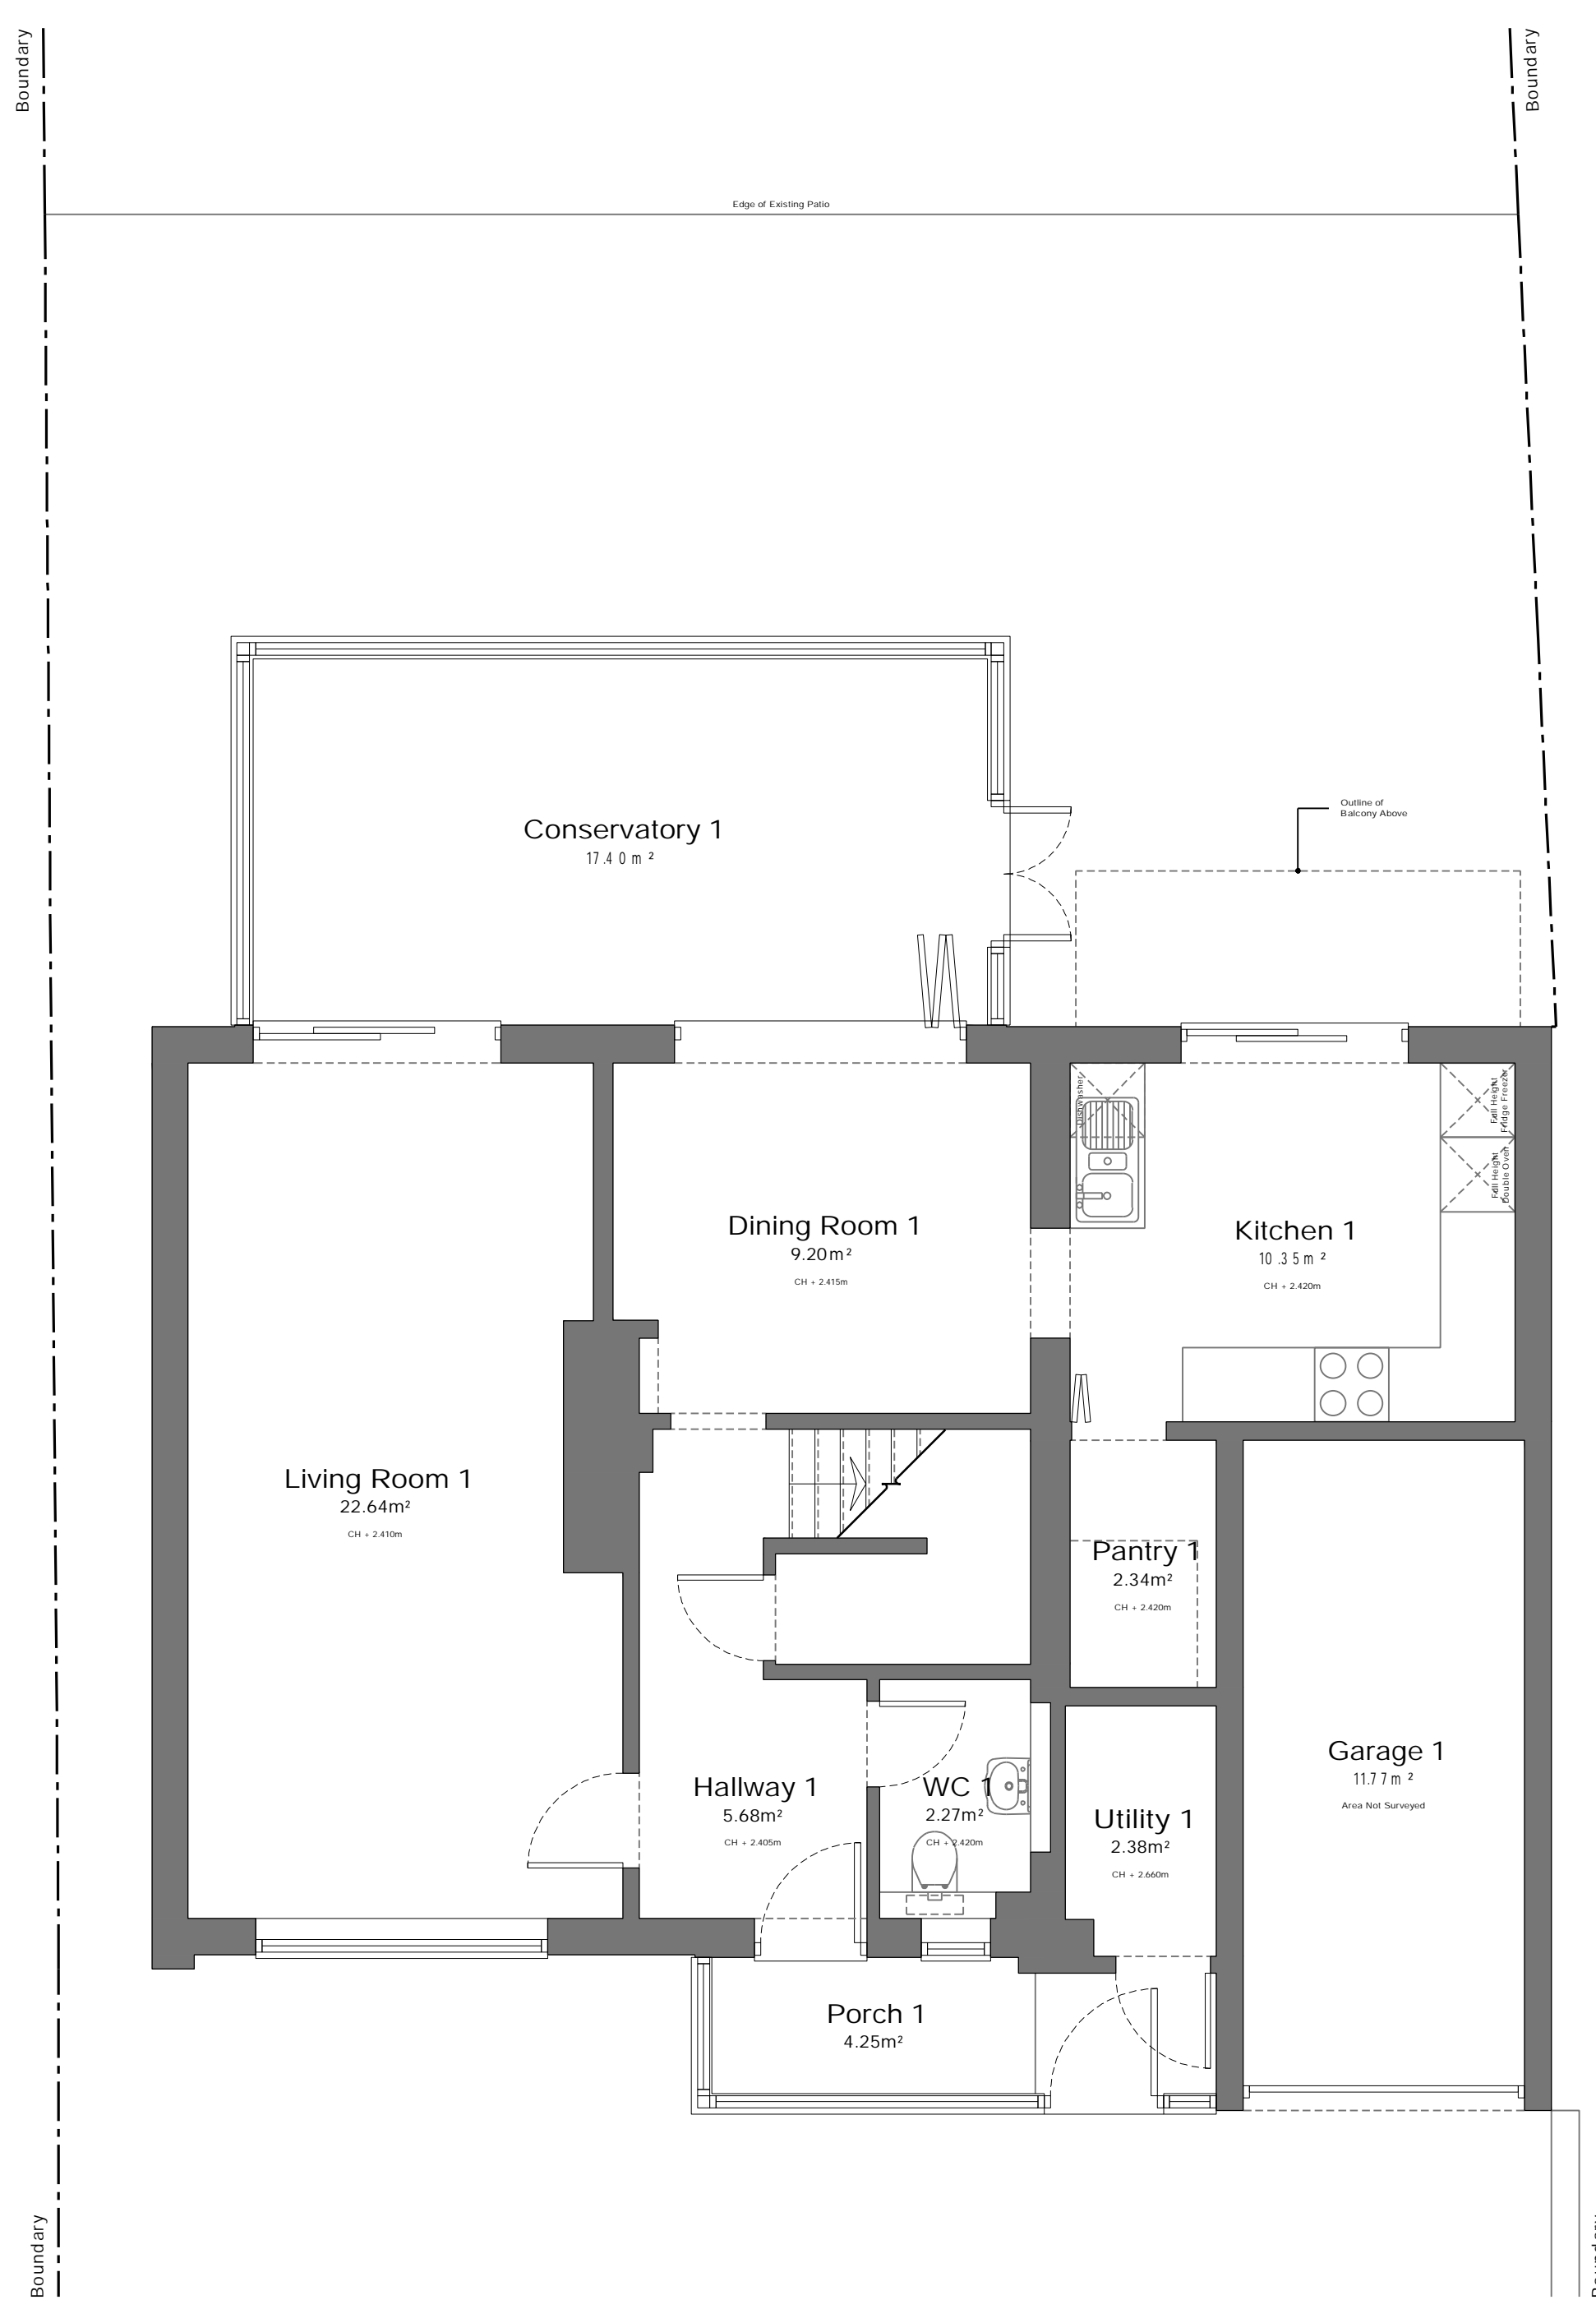 Boundary
Boundary
Edge of Existing Patio
Outline of
Balcony Above
Conservatory 1
17.40m²
Dishwasher
Full Height
Fridge Freezer
Full Height
Double Oven
Dining Room 1
9.20m²
CH + 2.415m
Kitchen 1
10.35m²
CH + 2.420m
Living Room 1
22.64m²
CH + 2.410m
Pantry 1
2.34m²
CH + 2.420m
Garage 1
11.77m²
Area Not Surveyed
Hallway 1
5.68m²
CH + 2.405m
WC 1
2.27m²
CH + 2.420m
Utility 1
2.38m²
CH + 2.660m
Porch 1
4.25m²
Boundary
Boundary